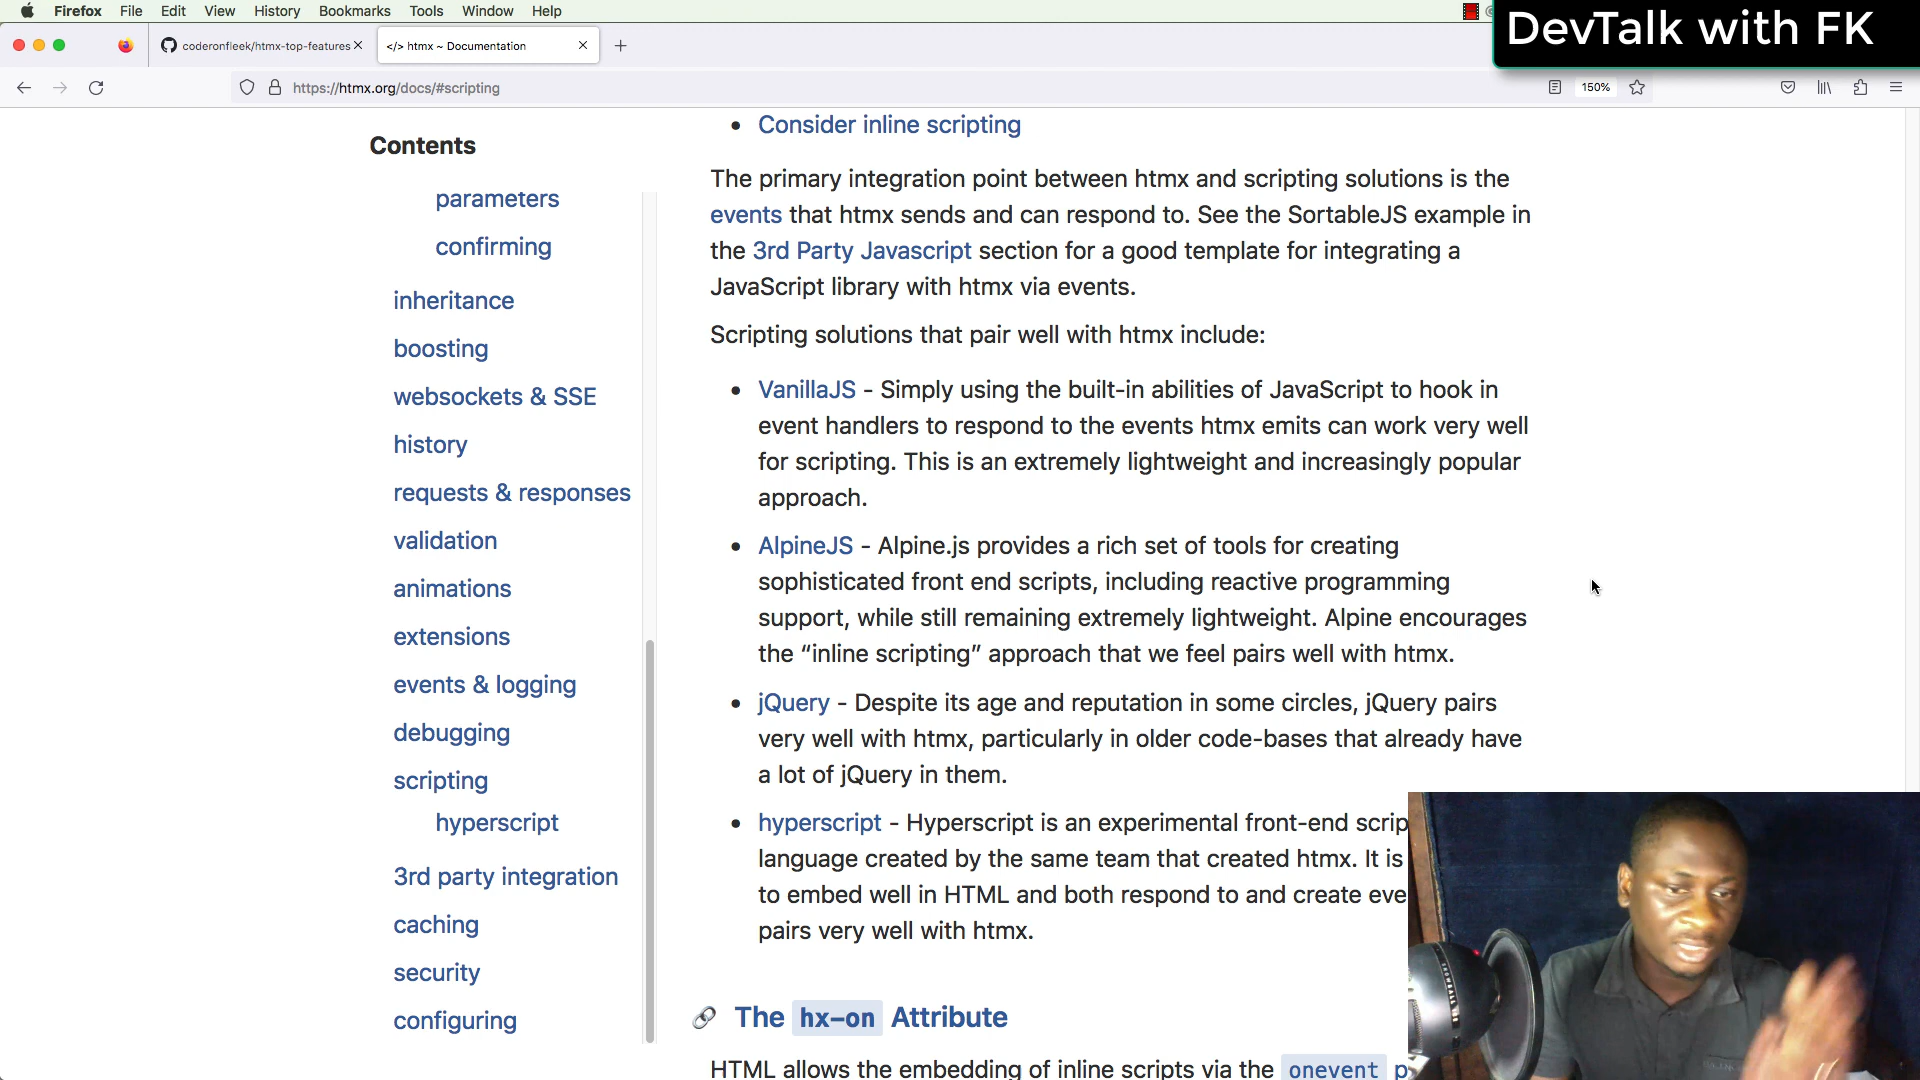 Firefox File Edit View History Bookmarks Tools Window Help
DevTalk with FK
coderonfleek/htmx-top-features
</> htmx ~ Documentation
https://htmx.org/docs/#scripting
150%
Contents
parameters
confirming
inheritance
boosting
websockets & SSE
history
requests & responses
validation
animations
extensions
events & logging
debugging
scripting
hyperscript
3rd party integration
caching
security
configuring
Consider inline scripting
The primary integration point between htmx and scripting solutions is the
events that htmx sends and can respond to. See the SortableJS example in
the 3rd Party Javascript section for a good template for integrating a
JavaScript library with htmx via events.
Scripting solutions that pair well with htmx include:
VanillaJS - Simply using the built-in abilities of JavaScript to hook in
event handlers to respond to the events htmx emits can work very well
for scripting. This is an extremely lightweight and increasingly popular
approach.
AlpineJS - Alpine.js provides a rich set of tools for creating
sophisticated front end scripts, including reactive programming
support, while still remaining extremely lightweight. Alpine encourages
the “inline scripting” approach that we feel pairs well with htmx.
jQuery - Despite its age and reputation in some circles, jQuery pairs
very well with htmx, particularly in older code-bases that already have
a lot of jQuery in them.
hyperscript - Hyperscript is an experimental front-end scrip
language created by the same team that created htmx. It is
to embed well in HTML and both respond to and create eve
pairs very well with htmx.
The hx-on Attribute
HTML allows the embedding of inline scripts via the onevent p